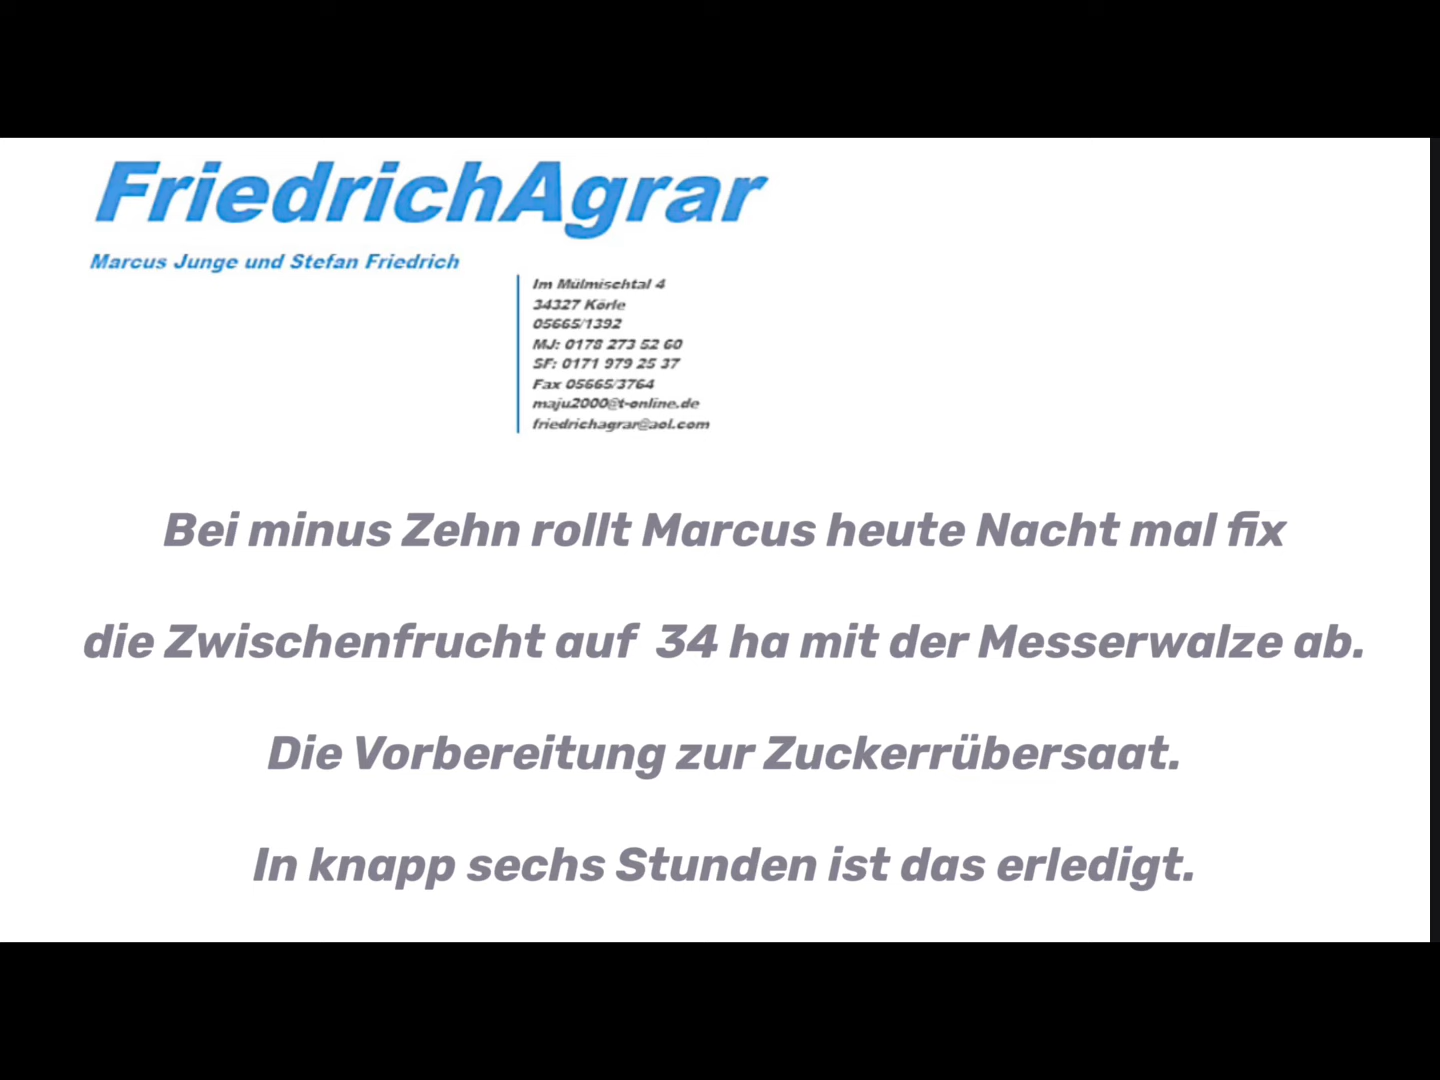 FriedrichAgrar
Marcus Junge und Stefan Friedrich
Im Mülmischtal 4
34327 Körle
05665/1392
MJ: 0178 273 52 60
SF: 0171 979 25 37
Fax 05665/3764
maju2000@t-online.de
friedrichagrar@aol.com
Bei minus Zehn rollt Marcus heute Nacht mal fix
die Zwischenfrucht auf 34 ha mit der Messerwalze ab.
Die Vorbereitung zur Zuckerrübersaat.
In knapp sechs Stunden ist das erledigt.